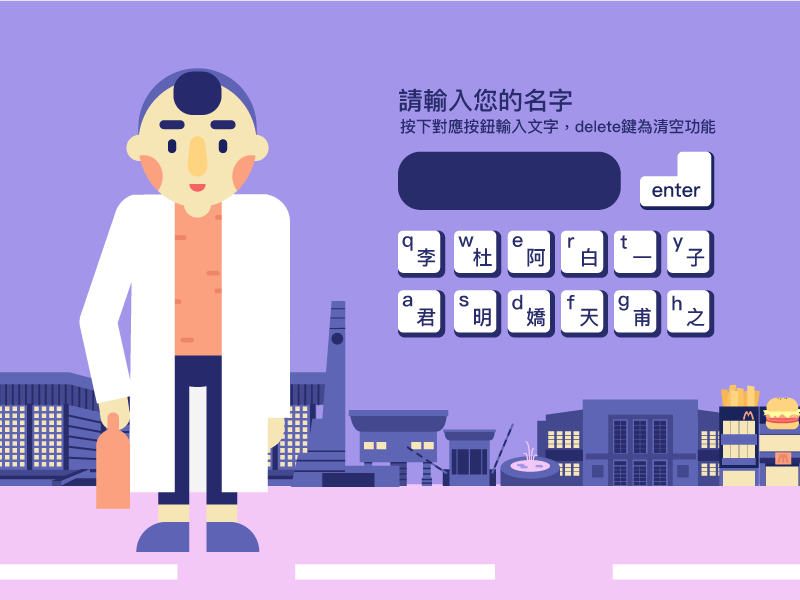 請輸入您的名字
按下對應按鈕輸入文字，delete鍵為清空功能
enter
q李 w杜 e阿 r白 t一 y子
a君 s明 d嬌 f天 g甫 h之